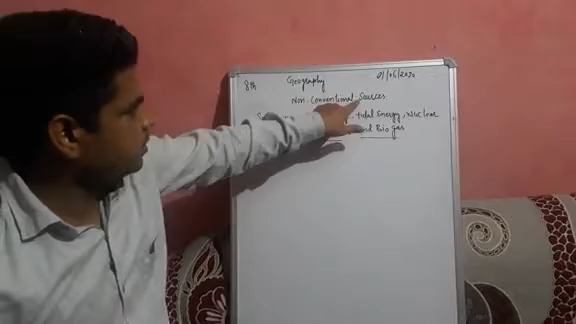 8th Geography 01/06/2020
Non-Conventional-Sources
tidal Energy, Nuclear
and Bio gas